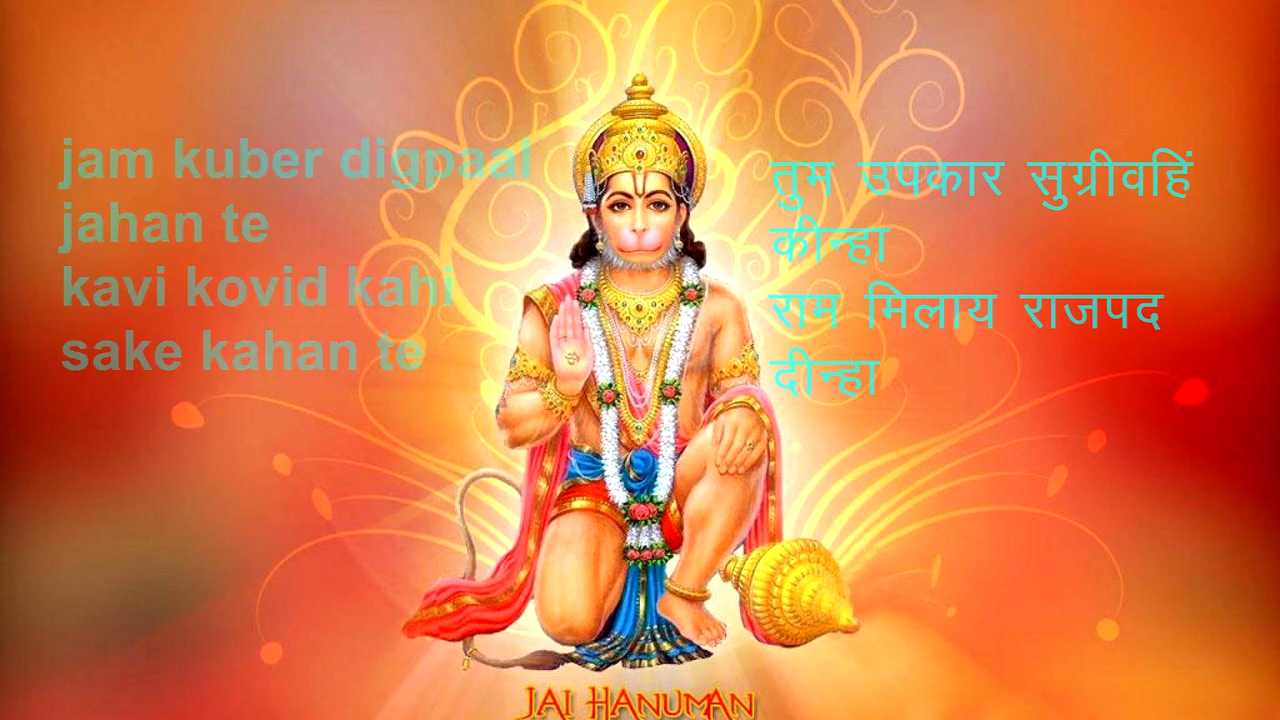 jam kuber digpaal
jahan te
kavi kovid kahi
sake kahan te
तुम उपकार सुग्रीवहिं
कीन्हा
राम मिलाय राजपद
दीन्हा
JAI HANUMAN